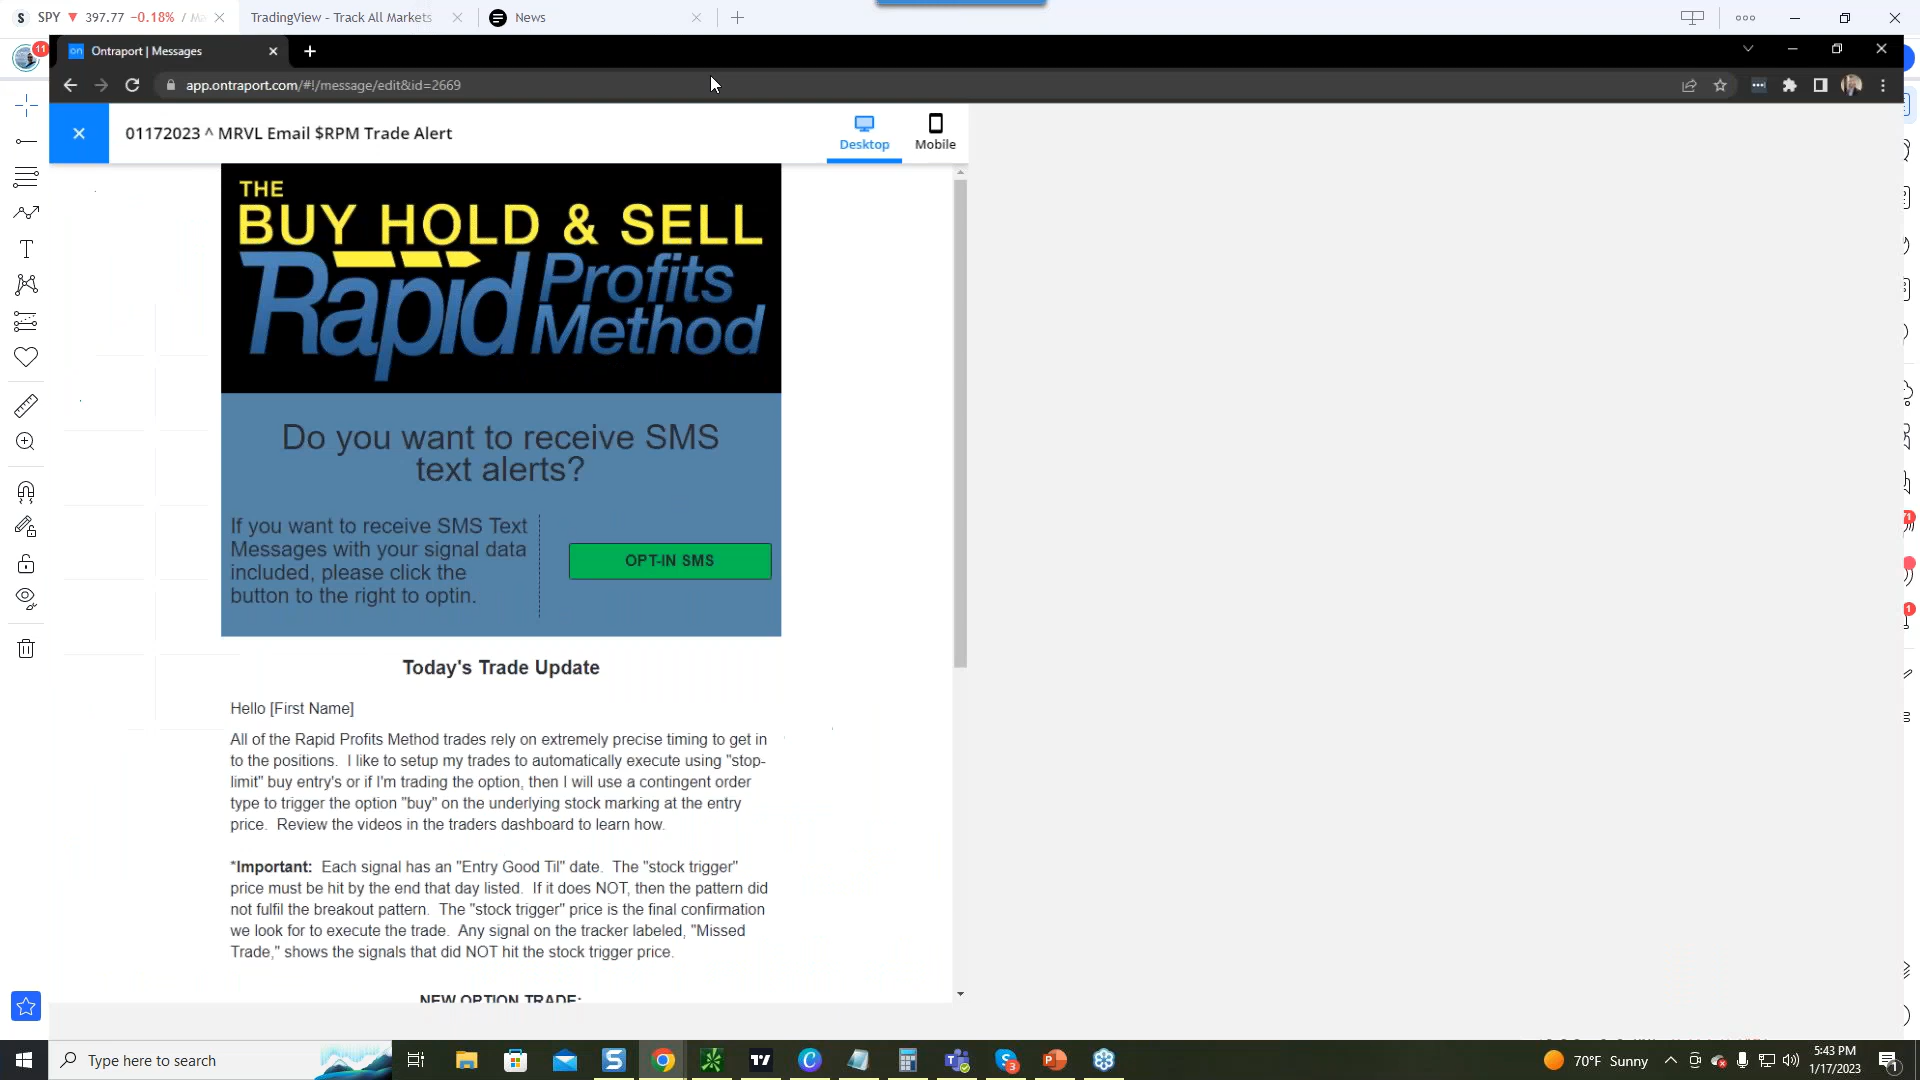 SPY ▼ 397.77 −0.18% /
TradingView - Track All Markets
News
11
Ontraport | Messages
app.ontraport.com/#!/message/edit&id=2669
01172023 ^ MRVL Email $RPM Trade Alert
Desktop
Mobile
THE
BUY HOLD & SELL
Rapid Profits Method
Do you want to receive SMS
text alerts?
If you want to receive SMS Text
Messages with your signal data
included, please click the
button to the right to optin.
OPT-IN SMS
Today's Trade Update
Hello [First Name]
All of the Rapid Profits Method trades rely on extremely precise timing to get in
to the positions.  I like to setup my trades to automatically execute using "stop-
limit" buy entry's or if I'm trading the option, then I will use a contingent order
type to trigger the option "buy" on the underlying stock marking at the entry
price.  Review the videos in the traders dashboard to learn how.
*Important:  Each signal has an "Entry Good Til" date.  The "stock trigger"
price must be hit by the end that day listed.  If it does NOT, then the pattern did
not fulfil the breakout pattern.  The "stock trigger" price is the final confirmation
we look for to execute the trade.  Any signal on the tracker labeled, "Missed
Trade," shows the signals that did NOT hit the stock trigger price.
NEW OPTION TRADE:
Type here to search
3
70°F Sunny
5:43 PM
1/17/2023
1